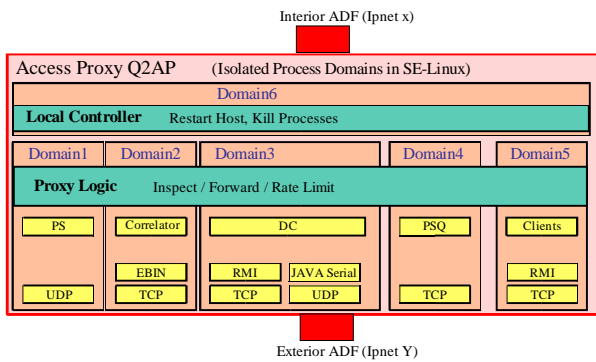 Interior ADF (Ipnet x)
Access Proxy Q2AP (Isolated Process Domains in SE-Linux)
Domain6
Local Controller Restart Host, Kill Processes
Domain1 Domain2 Domain3 Domain4 Domain5
Proxy Logic Inspect / Forward / Rate Limit
PS Correlator DC PSQ Clients
EBIN RMI JAVA Serial RMI
UDP TCP TCP UDP TCP TCP
Exterior ADF (Ipnet Y)